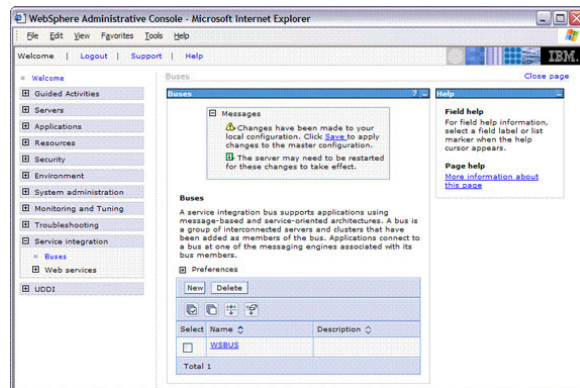 WebSphere Administrative Console - Microsoft Internet Explorer
File Edit View Favorites Tools Help
Welcome | Logout | Support | Help
IBM.
Welcome
Guided Activities
Servers
Applications
Resources
Security
Environment
System administration
Monitoring and Tuning
Troubleshooting
Service integration
Buses
Web services
UDDI
Buses
Close page
Buses
? _
Messages
Changes have been made to your
local configuration. Click Save to apply
changes to the master configuration.
The server may need to be restarted
for these changes to take effect.
Buses
A service integration bus supports applications using
message-based and service-oriented architectures. A bus is
a group of interconnected servers and clusters that have
been added as members of the bus. Applications connect to
a bus at one of the messaging engines associated with its
bus members.
Preferences
New Delete
Select Name Description
WSBUS
Total 1
Help
Field help
For field help information,
select a field label or list
marker when the help
cursor appears.
Page help
More information about
this page